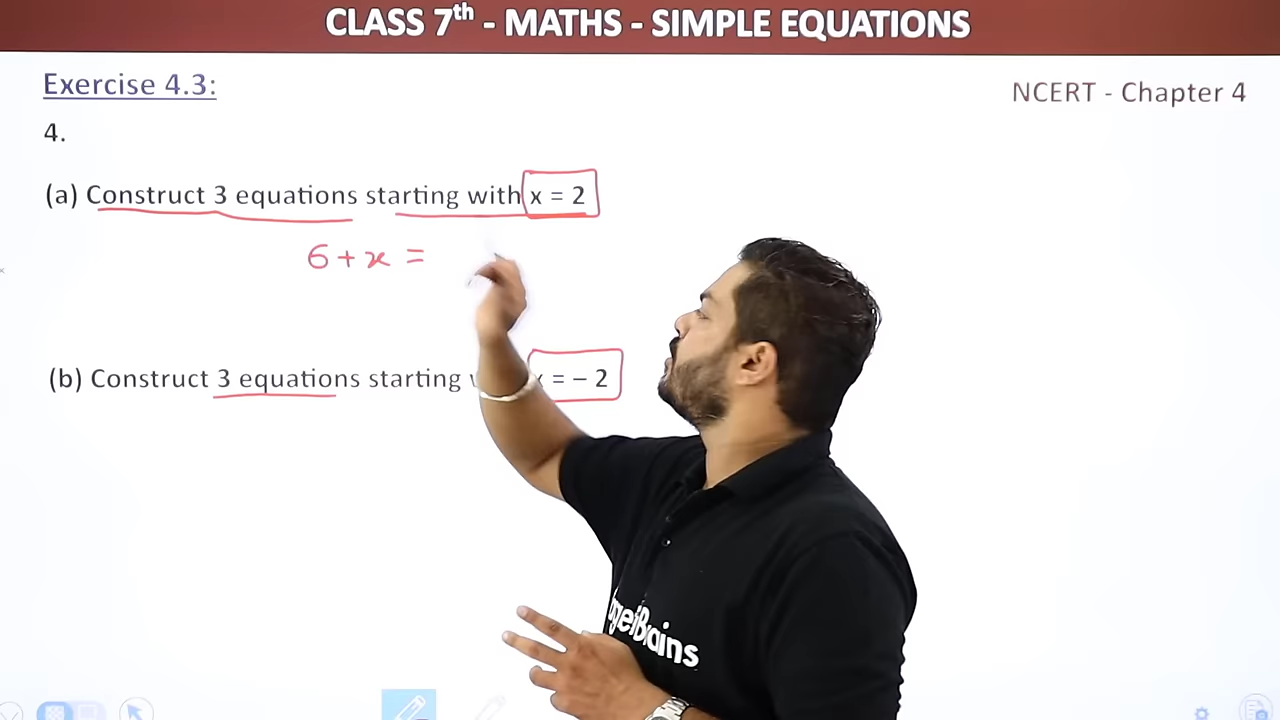 CLASS 7th - MATHS - SIMPLE EQUATIONS
Exercise 4.3:
NCERT - Chapter 4
4.
(a) Construct 3 equations starting with x = 2
6 + x =
(b) Construct 3 equations starting = – 2